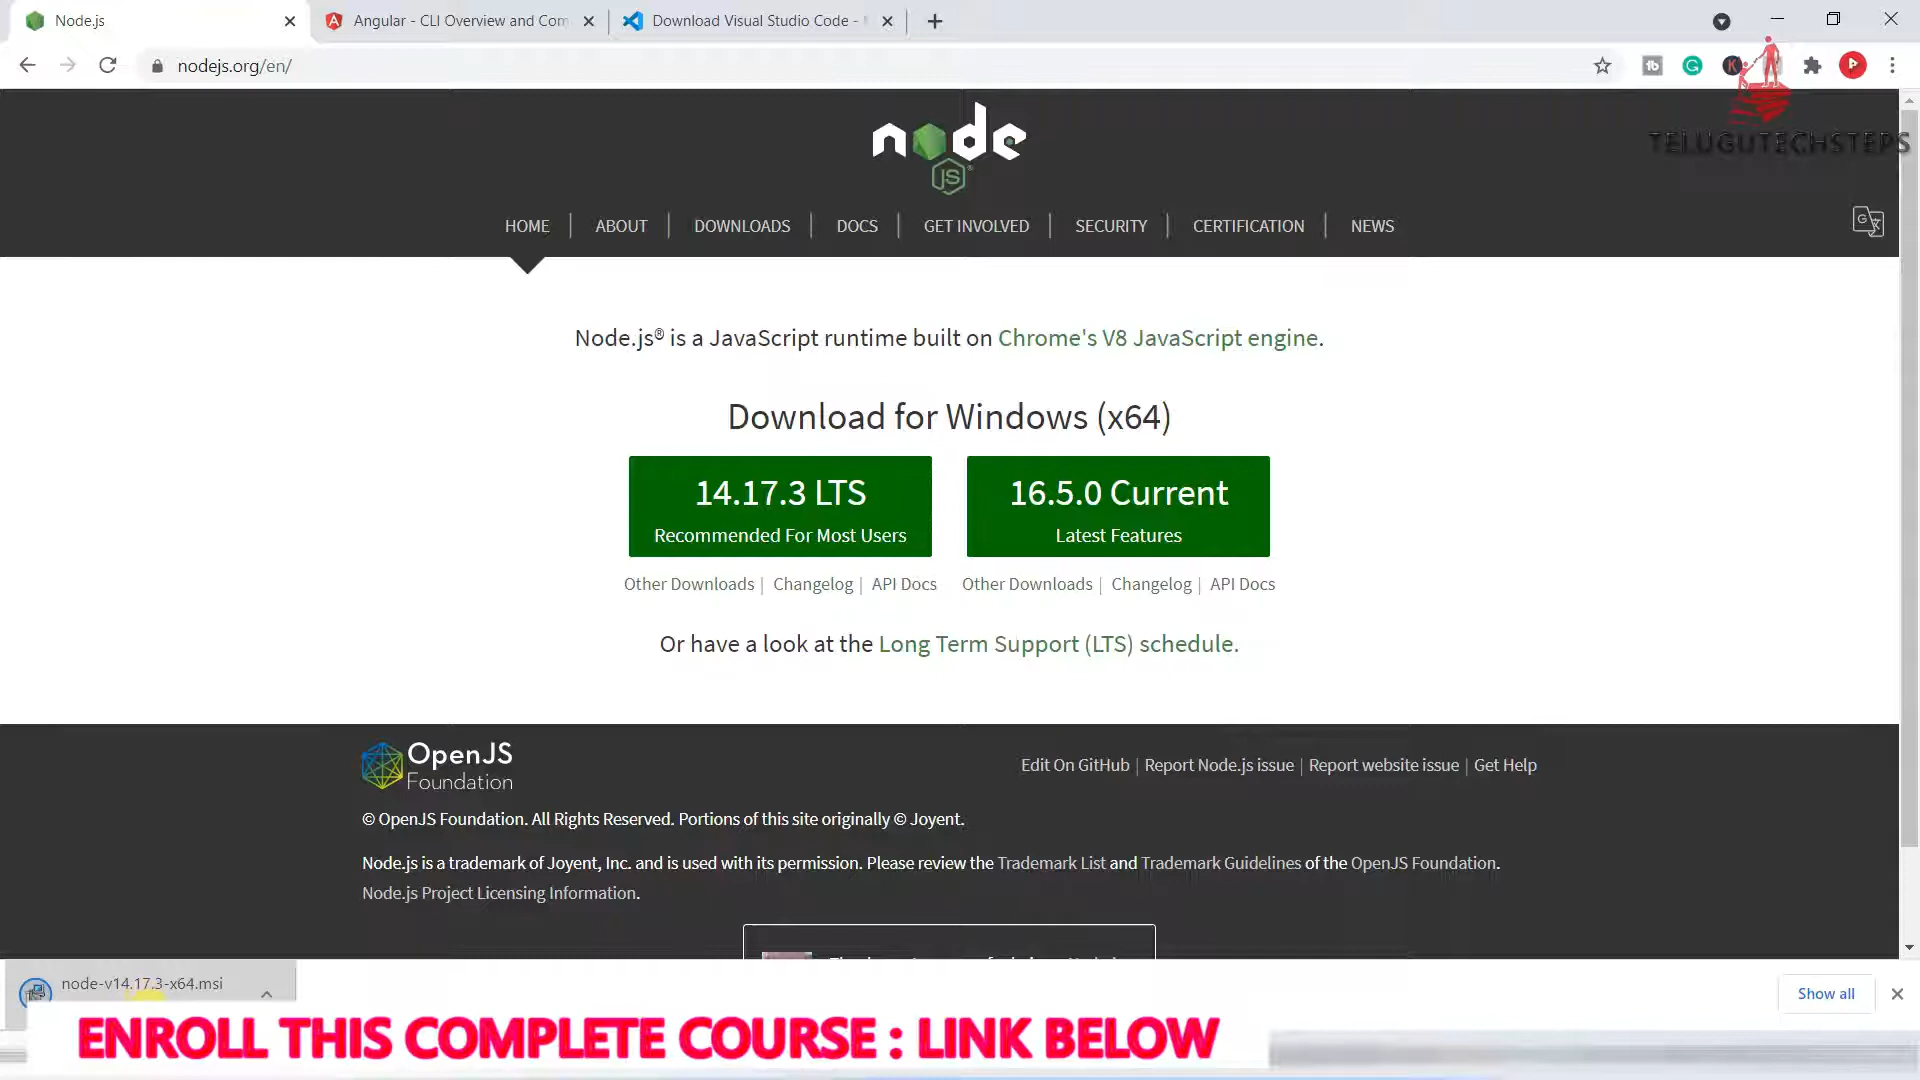 Node.js
Angular - CLI Overview and Com
Download Visual Studio Code -
nodejs.org/en/
TELUGUTECHSTEPS
node
JS
HOME | ABOUT | DOWNLOADS | DOCS | GET INVOLVED | SECURITY | CERTIFICATION | NEWS
Node.js® is a JavaScript runtime built on Chrome's V8 JavaScript engine.
Download for Windows (x64)
14.17.3 LTS
Recommended For Most Users
16.5.0 Current
Latest Features
Other Downloads | Changelog | API Docs
Other Downloads | Changelog | API Docs
Or have a look at the Long Term Support (LTS) schedule.
OpenJS
Foundation
Edit On GitHub | Report Node.js issue | Report website issue | Get Help
© OpenJS Foundation. All Rights Reserved. Portions of this site originally © Joyent.
Node.js is a trademark of Joyent, Inc. and is used with its permission. Please review the Trademark List and Trademark Guidelines of the OpenJS Foundation.
Node.js Project Licensing Information.
node-v14.17.3-x64.msi
Show all
ENROLL THIS COMPLETE COURSE : LINK BELOW